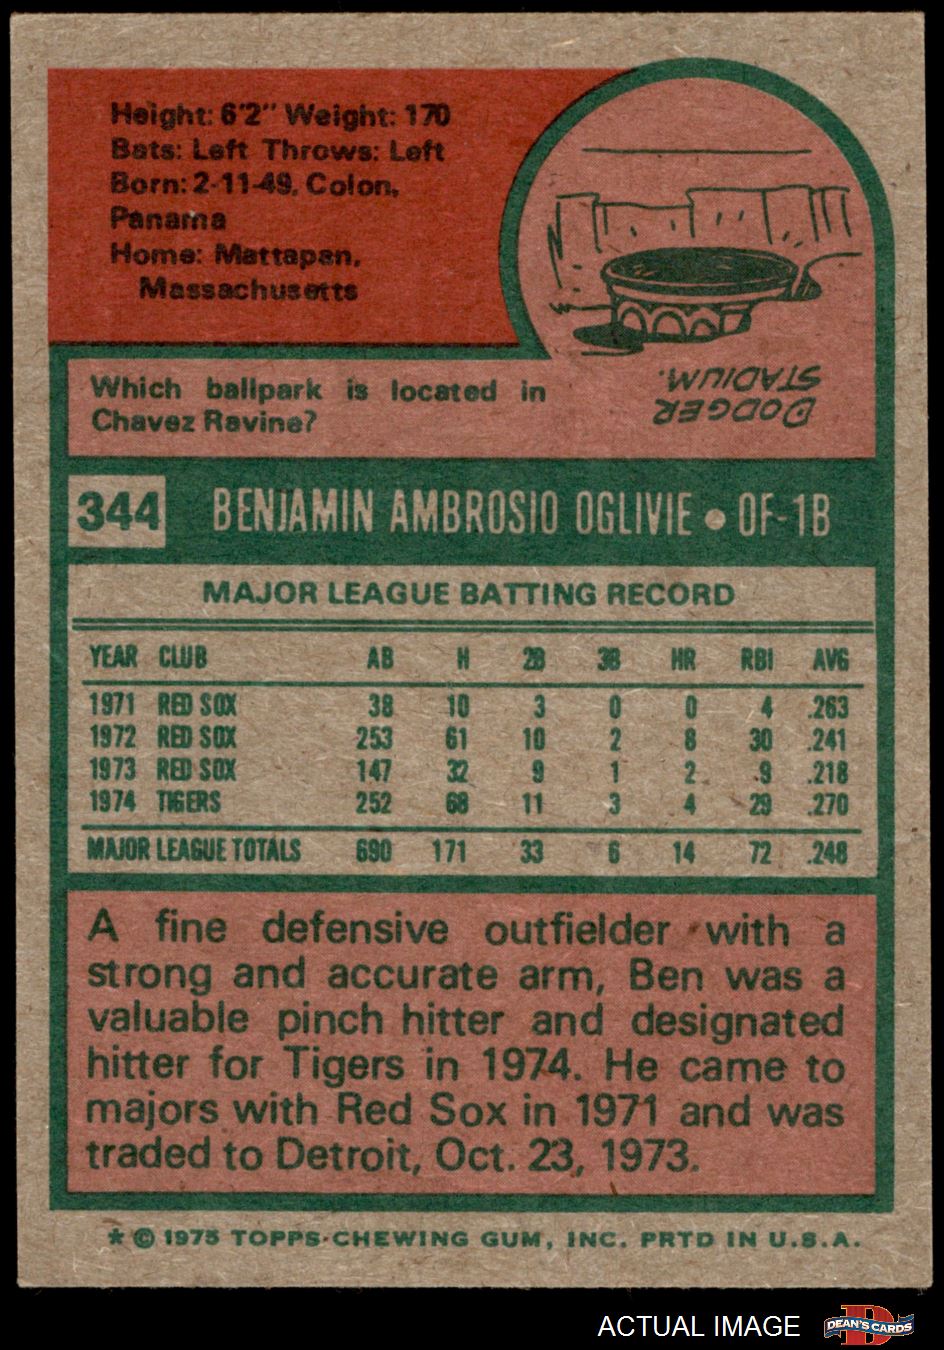 Height: 6'2" Weight: 170
Bats: Left Throws: Left
Born: 2-11-49, Colon,
Panama
Home: Mattapan,
Massachusetts
Which ballpark is located in
Chavez Ravine?
DODGER
STADIUM.
344 BENJAMIN AMBROSIO OGLIVIE • OF-1B
MAJOR LEAGUE BATTING RECORD
YEAR CLUB AB H 2B 3B HR RBI AVG
1971 RED SOX 38 10 3 0 0 4 .263
1972 RED SOX 253 61 10 2 8 30 .241
1973 RED SOX 147 32 9 1 2 9 .218
1974 TIGERS 252 68 11 3 4 29 .270
MAJOR LEAGUE TOTALS 690 171 33 6 14 72 .248
A fine defensive outfielder with a
strong and accurate arm, Ben was a
valuable pinch hitter and designated
hitter for Tigers in 1974. He came to
majors with Red Sox in 1971 and was
traded to Detroit, Oct. 23, 1973.
* © 1975 TOPPS CHEWING GUM, INC. PRTD IN U.S.A.
ACTUAL IMAGE
DEAN'S CARDS